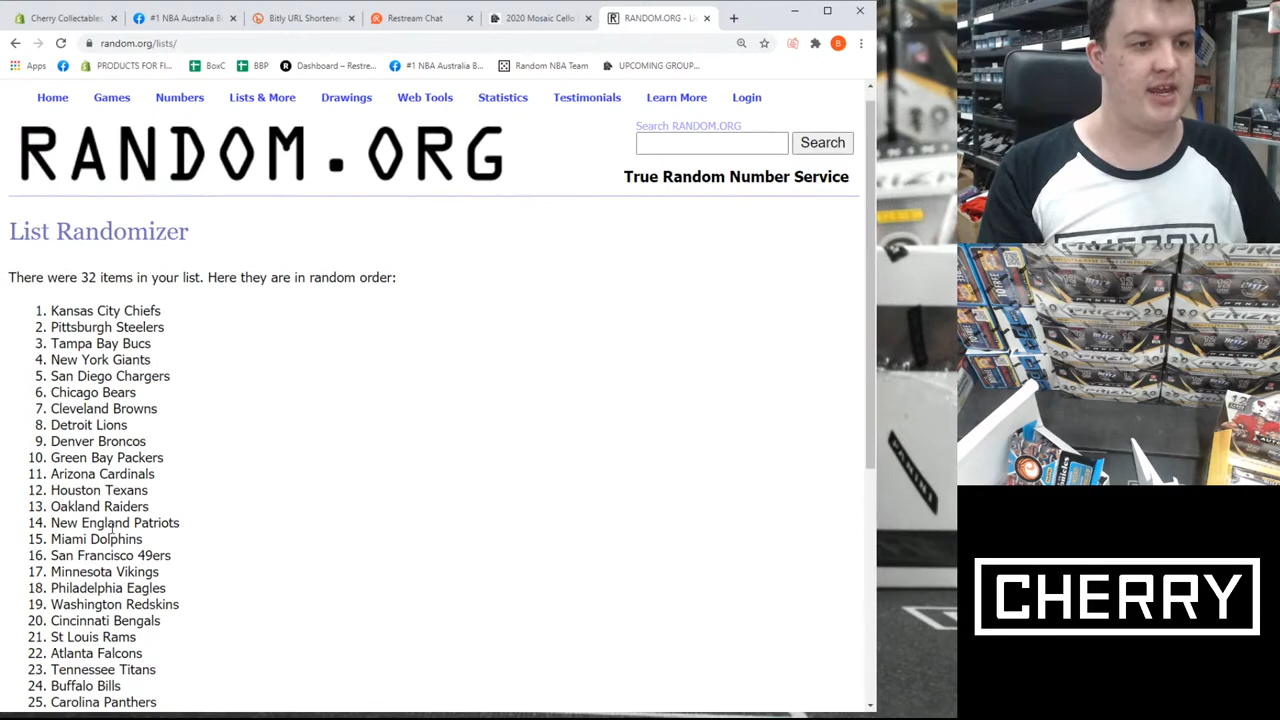 Cherry Collectables
#1 NBA Australia B
Bitly URL Shortene
Restream Chat
2020 Mosaic Cello
RANDOM.ORG - Li
random.org/lists/
Apps
PRODUCTS FOR FI...
BoxC
BBP
Dashboard – Restre...
#1 NBA Australia B...
Random NBA Team
UPCOMING GROUP...
Home
Games
Numbers
Lists & More
Drawings
Web Tools
Statistics
Testimonials
Learn More
Login
RANDOM.ORG
Search RANDOM.ORG
Search
True Random Number Service
List Randomizer
There were 32 items in your list. Here they are in random order:
1. Kansas City Chiefs
2. Pittsburgh Steelers
3. Tampa Bay Bucs
4. New York Giants
5. San Diego Chargers
6. Chicago Bears
7. Cleveland Browns
8. Detroit Lions
9. Denver Broncos
10. Green Bay Packers
11. Arizona Cardinals
12. Houston Texans
13. Oakland Raiders
14. New England Patriots
15. Miami Dolphins
16. San Francisco 49ers
17. Minnesota Vikings
18. Philadelphia Eagles
19. Washington Redskins
20. Cincinnati Bengals
21. St Louis Rams
22. Atlanta Falcons
23. Tennessee Titans
24. Buffalo Bills
25. Carolina Panthers
CHERRY
PRIZM
PANINI
CHERRY